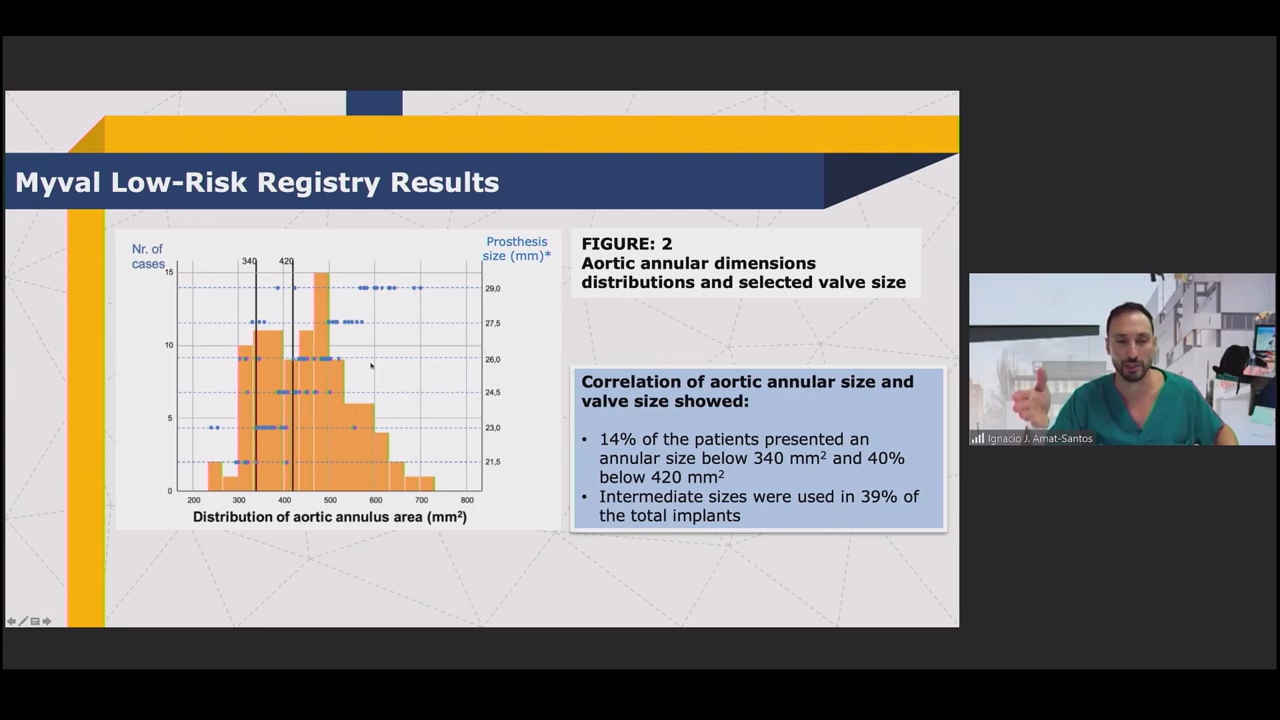 Myval Low-Risk Registry Results
Nr. of
cases
Prosthesis
size (mm)*
340
420
15
10
5
0
29,0
27,5
26,0
24,5
23,0
21,5
200 300 400 500 600 700 800
Distribution of aortic annulus area (mm²)
FIGURE: 2
Aortic annular dimensions
distributions and selected valve size
Correlation of aortic annular size and
valve size showed:
• 14% of the patients presented an
annular size below 340 mm² and 40%
below 420 mm²
• Intermediate sizes were used in 39% of
the total implants
Ignacio J. Amat-Santos